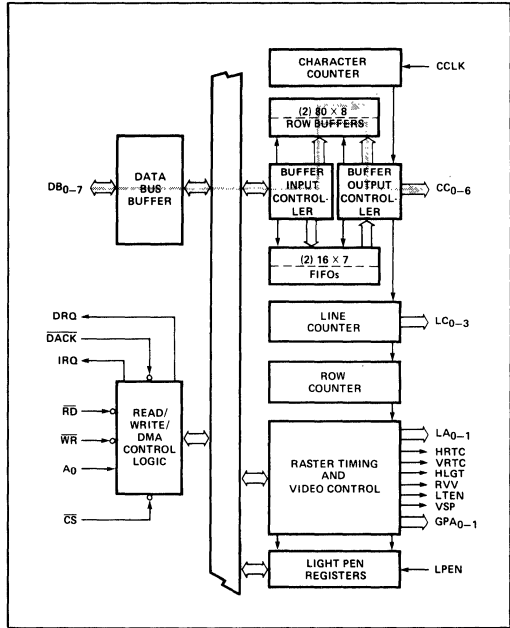 CHARACTER
COUNTER
CCLK
(2) 80 × 8
ROW BUFFERS
DATA
BUS
BUFFER
DB0–7
BUFFER
INPUT
CONTROL-
LER
BUFFER
OUTPUT
CONTROL-
LER
CC0–6
(2) 16 × 7
FIFOs
DRQ
DACK
IRQ
LINE
COUNTER
LC0–3
ROW
COUNTER
RD
WR
A0
CS
READ/
WRITE/
DMA
CONTROL
LOGIC
RASTER TIMING
AND
VIDEO CONTROL
LA0–1
HRTC
VRTC
HLGT
RVV
LTEN
VSP
GPA0–1
LIGHT PEN
REGISTERS
LPEN